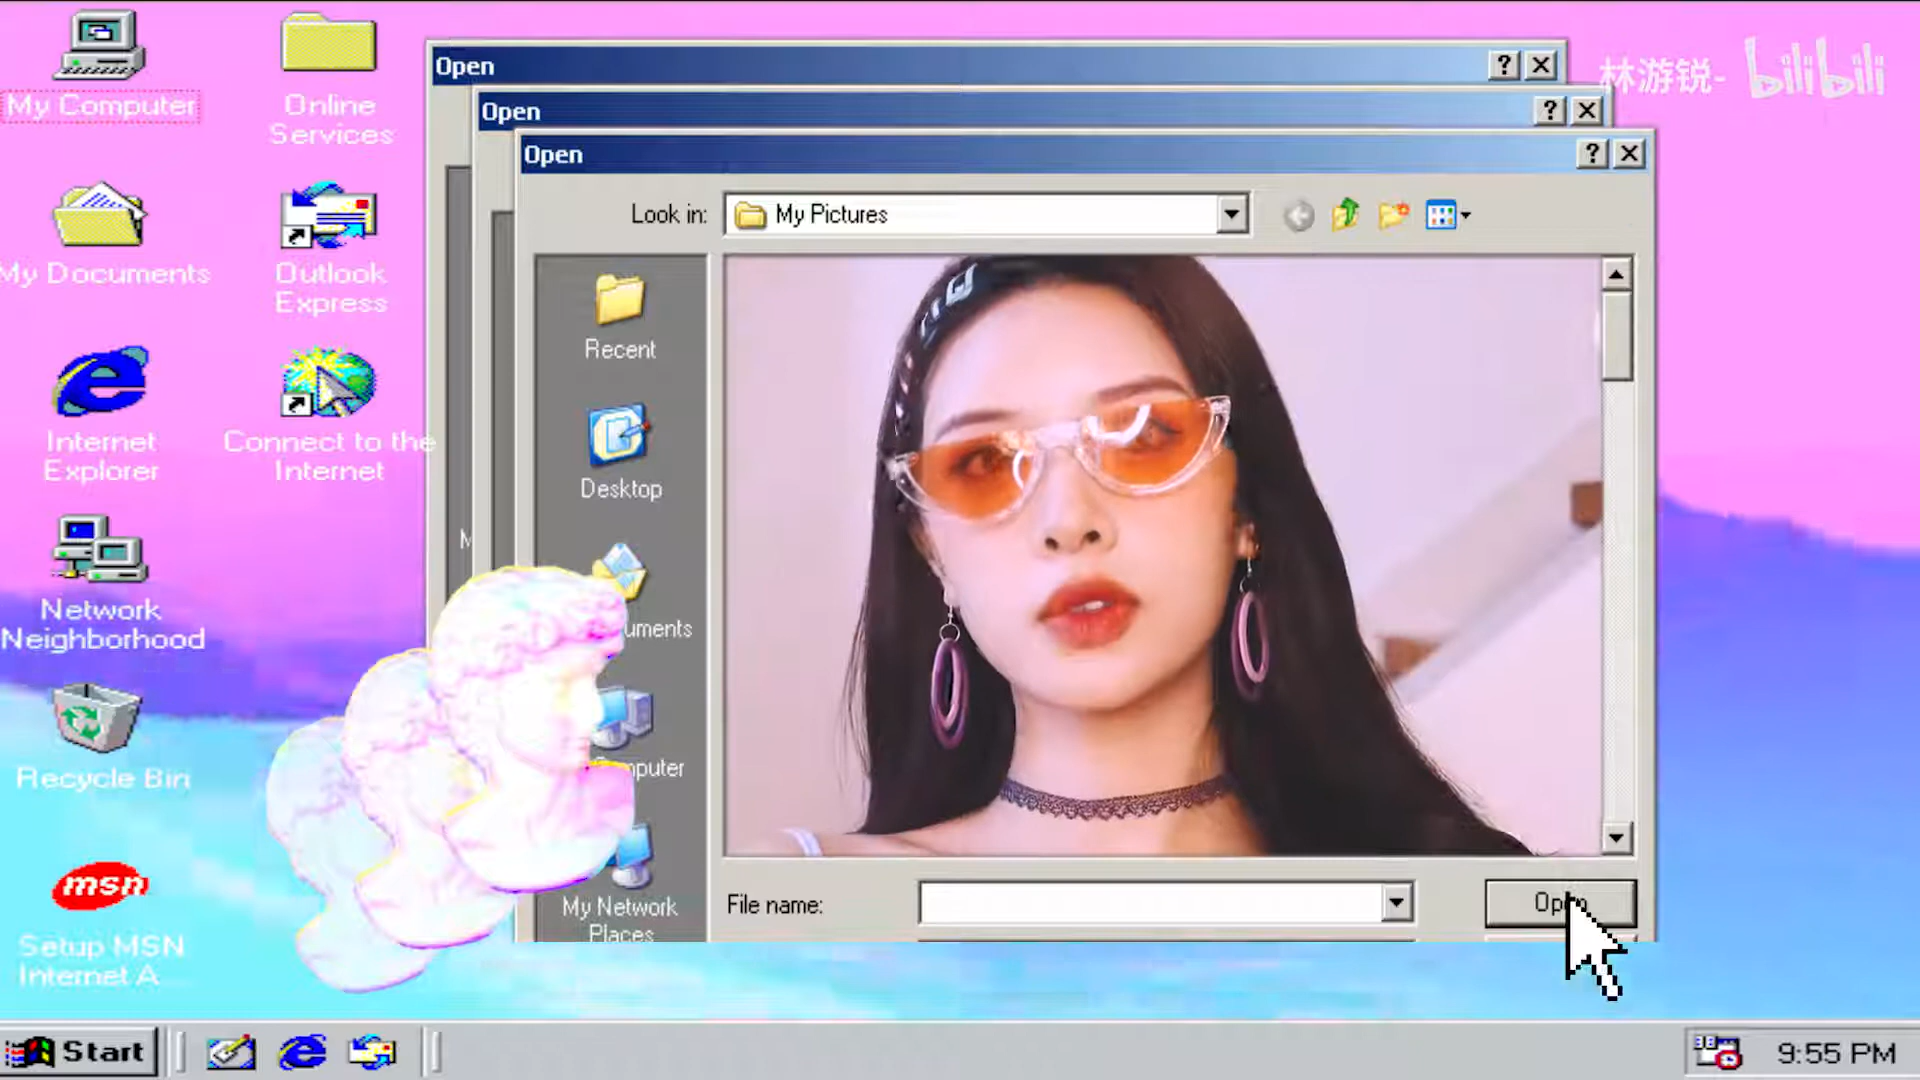 My Computer
Online
Services
My Documents
Outlook
Express
Internet
Explorer
Connect to the
Internet
Network
Neighborhood
Recycle Bin
msn
Setup MSN
Internet A...
Open
?
Open
?
Open
?
林游锐-
bilibili
Look in:
My Pictures
Recent
Desktop
M
uments
mputer
My Network
Places
File name:
Open
Start
9:55 PM